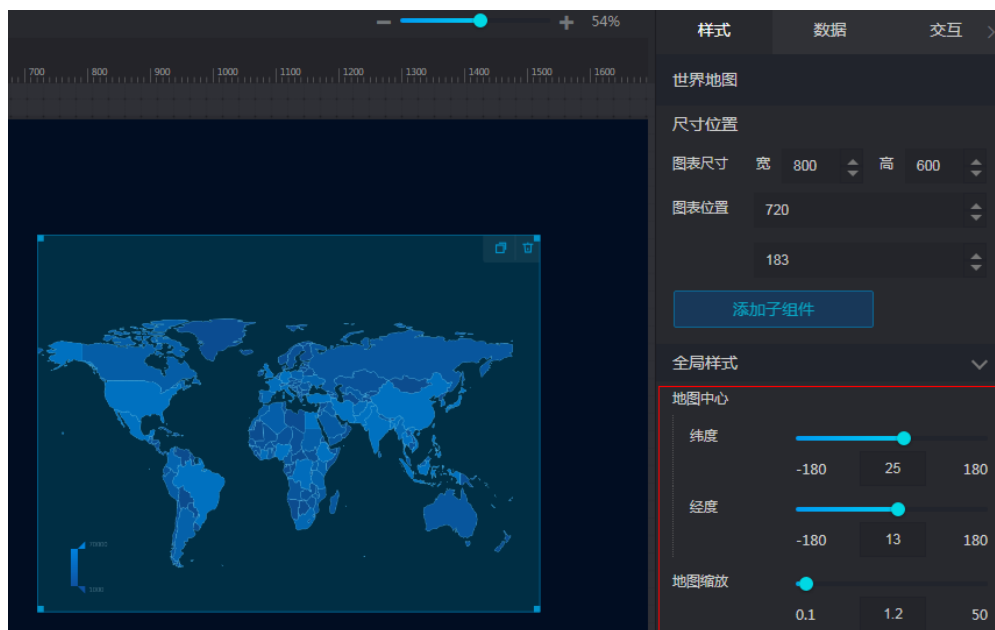 54%
样式 数据 交互
700 800 900 1000 1100 1200 1300 1400 1500 1600
世界地图
尺寸位置
图表尺寸 宽 800 高 600
图表位置 720
183
添加子组件
全局样式
地图中心
纬度
-180 25 180
经度
-180 13 180
地图缩放
0.1 1.2 50
70000
5000